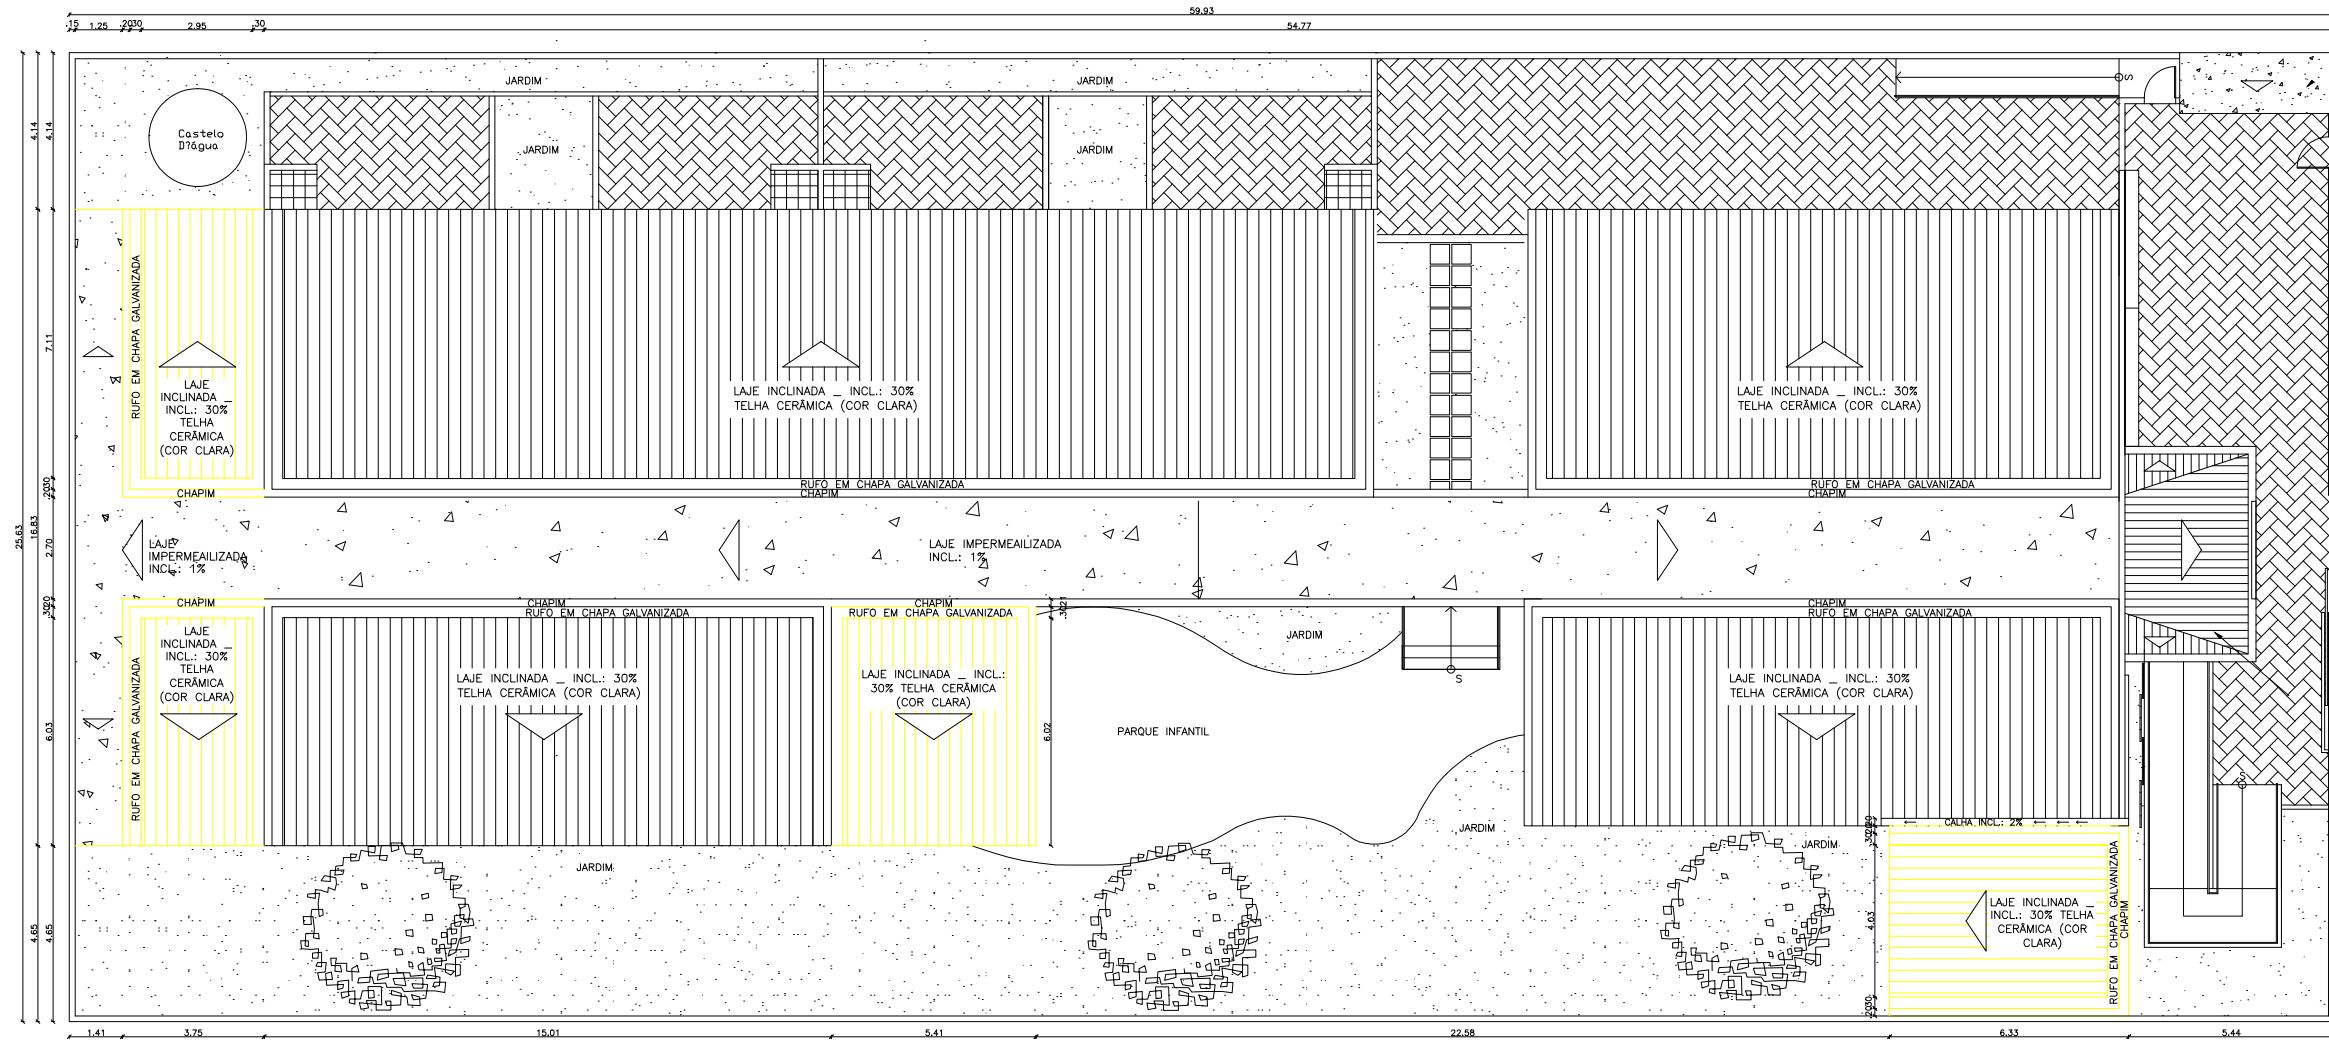 59.93
.15
1.25
.20
.30
2.95
.30
54.77
JARDIM
JARDIM
S
4
4.14
4.14
Castelo
D?água
JARDIM
JARDIM
7.11
RUFO EM CHAPA GALVANIZADA
LAJE
INCLINADA _
INCL.: 30%
TELHA
CERÂMICA
(COR CLARA)
LAJE INCLINADA _ INCL.: 30%
TELHA CERÂMICA (COR CLARA)
LAJE INCLINADA _ INCL.: 30%
TELHA CERÂMICA (COR CLARA)
.20
.30
CHAPIM
RUFO EM CHAPA GALVANIZADA
CHAPIM
RUFO EM CHAPA GALVANIZADA
CHAPIM
25.63
16.83
2.70
LAJE
IMPERMEAILIZADA
INCL.: 1%
LAJE IMPERMEAILIZADA
INCL.: 1%
.30
.20
CHAPIM
CHAPIM
RUFO EM CHAPA GALVANIZADA
CHAPIM
RUFO EM CHAPA GALVANIZADA
.30
.21
CHAPIM
RUFO EM CHAPA GALVANIZADA
JARDIM
S
6.03
RUFO EM CHAPA GALVANIZADA
LAJE
INCLINADA _
INCL.: 30%
TELHA
CERÂMICA
(COR CLARA)
LAJE INCLINADA _ INCL.: 30%
TELHA CERÂMICA (COR CLARA)
LAJE INCLINADA _ INCL.:
30% TELHA CERÂMICA
(COR CLARA)
6.02
PARQUE INFANTIL
LAJE INCLINADA _ INCL.: 30%
TELHA CERÂMICA (COR CLARA)
S
JARDIM
CALHA INCL.: 2%
JARDIM
JARDIM
4.65
4.65
4.03
LAJE INCLINADA _
INCL.: 30% TELHA
CERÂMICA (COR
CLARA)
RUFO EM CHAPA GALVANIZADA
CHAPIM
.20
.30
1.41
3.75
15.01
5.41
22.58
6.33
5.44